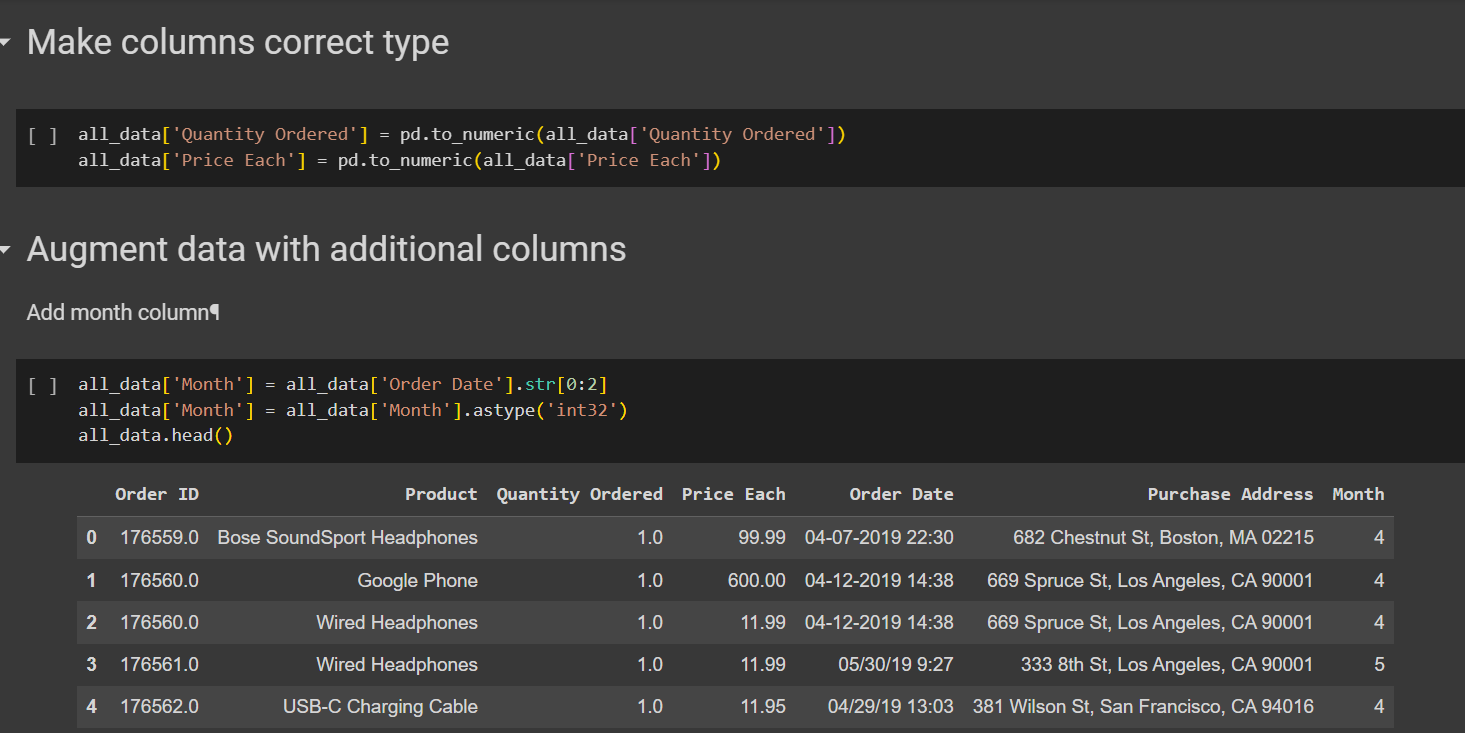 Make columns correct type
[ ] all_data['Quantity Ordered'] = pd.to_numeric(all_data['Quantity Ordered'])
all_data['Price Each'] = pd.to_numeric(all_data['Price Each'])
Augment data with additional columns
Add month column¶
[ ] all_data['Month'] = all_data['Order Date'].str[0:2]
all_data['Month'] = all_data['Month'].astype('int32')
all_data.head()
Order ID Product Quantity Ordered Price Each Order Date Purchase Address Month
0 176559.0 Bose SoundSport Headphones 1.0 99.99 04-07-2019 22:30 682 Chestnut St, Boston, MA 02215 4
1 176560.0 Google Phone 1.0 600.00 04-12-2019 14:38 669 Spruce St, Los Angeles, CA 90001 4
2 176560.0 Wired Headphones 1.0 11.99 04-12-2019 14:38 669 Spruce St, Los Angeles, CA 90001 4
3 176561.0 Wired Headphones 1.0 11.99 05/30/19 9:27 333 8th St, Los Angeles, CA 90001 5
4 176562.0 USB-C Charging Cable 1.0 11.95 04/29/19 13:03 381 Wilson St, San Francisco, CA 94016 4